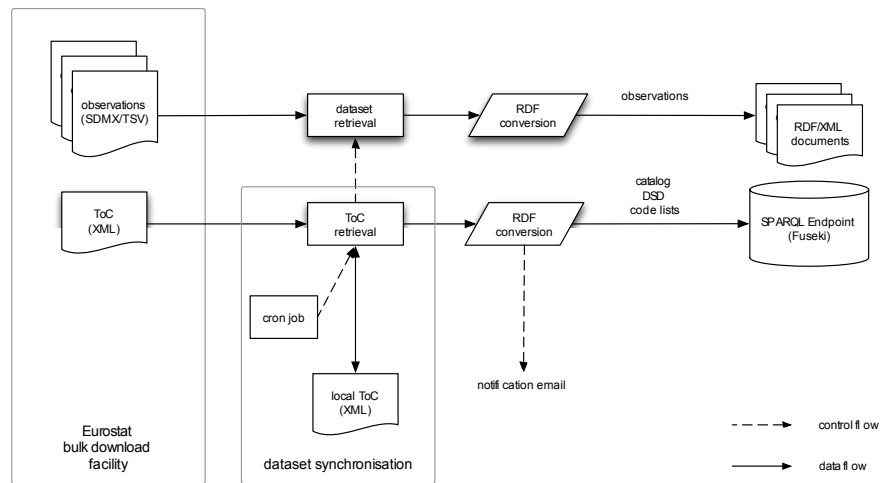 observations
(SDMX/TSV)
dataset
retrieval
RDF
conversion
observations
RDF/XML
documents
ToC
(XML)
ToC
retrieval
RDF
conversion
catalog
DSD
code lists
SPARQL Endpoint
(Fuseki)
cron job
local ToC
(XML)
notification email
Eurostat
bulk download
facility
dataset synchronisation
control flow
data flow